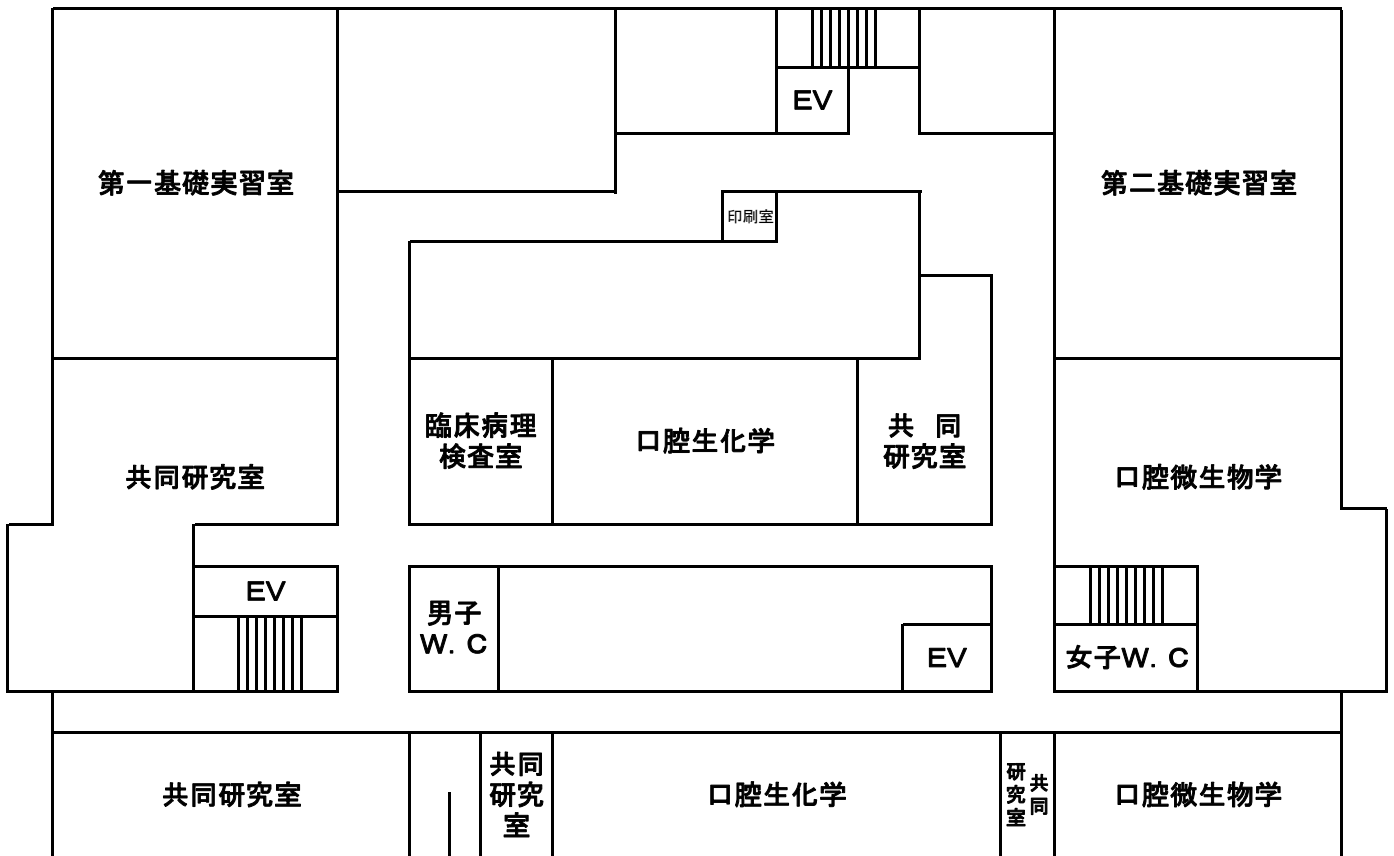 EV
第一基礎実習室
第二基礎実習室
印刷室
臨床病理
検査室
口腔生化学
共　同
研究室
共同研究室
口腔微生物学
EV
男子
W. C
EV
女子W. C
共同研究室
共同
研究
室
口腔生化学
共同
研究室
口腔微生物学